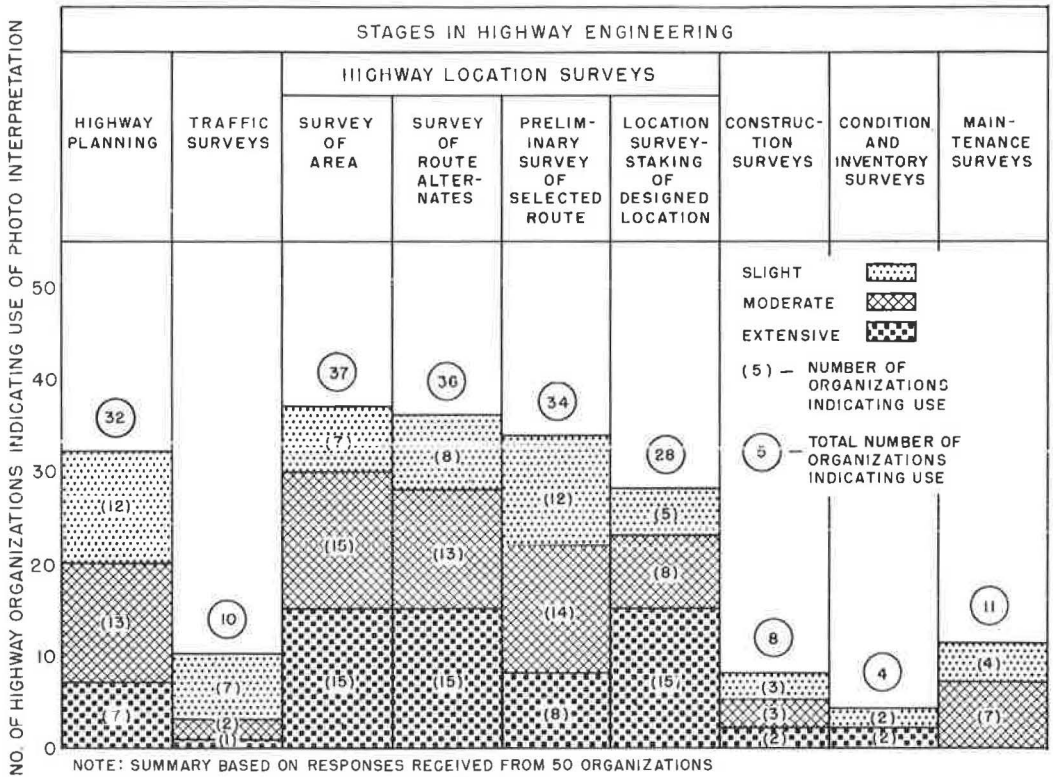 NO. OF HIGHWAY ORGANIZATIONS INDICATING USE OF PHOTO INTERPRETATION
STAGES IN HIGHWAY ENGINEERING
HIGHWAY LOCATION SURVEYS
HIGHWAY
PLANNING
TRAFFIC
SURVEYS
SURVEY
OF
AREA
SURVEY
OF
ROUTE
ALTER-
NATES
PRELIM-
INARY
SURVEY
OF
SELECTED
ROUTE
LOCATION
SURVEY-
STAKING
OF
DESIGNED
LOCATION
CONSTRUC-
TION
SURVEYS
CONDITION
AND
INVENTORY
SURVEYS
MAIN-
TENANCE
SURVEYS
50
40
30
20
10
0
32
(12)
(13)
(7)
10
(7)
(2)
(1)
37
(7)
(15)
(15)
36
(8)
(13)
(15)
34
(12)
(14)
(8)
28
(5)
(8)
(15)
8
(3)
(3)
(2)
4
(2)
(2)
11
(4)
(7)
SLIGHT
MODERATE
EXTENSIVE
(5) — NUMBER OF
ORGANIZATIONS
INDICATING USE
5 — TOTAL NUMBER OF
ORGANIZATIONS
INDICATING USE
NOTE: SUMMARY BASED ON RESPONSES RECEIVED FROM 50 ORGANIZATIONS